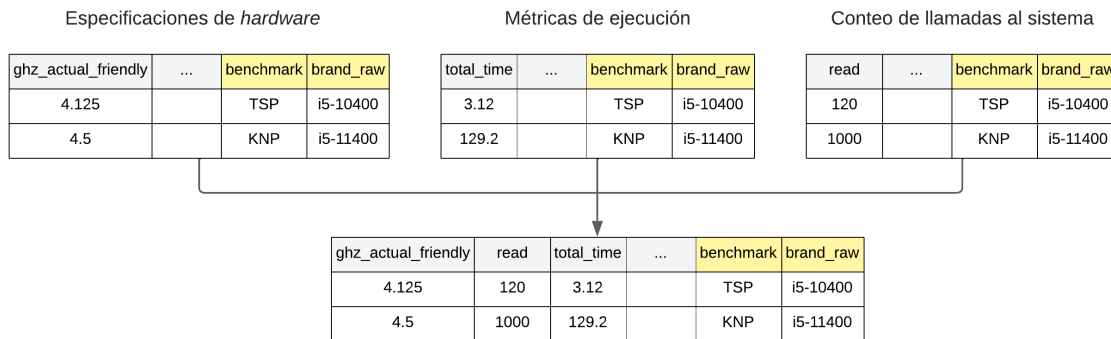 Especificaciones de hardware
Métricas de ejecución
Conteo de llamadas al sistema
ghz_actual_friendly ... benchmark brand_raw
4.125 TSP i5-10400
4.5 KNP i5-11400
total_time ... benchmark brand_raw
3.12 TSP i5-10400
129.2 KNP i5-11400
read ... benchmark brand_raw
120 TSP i5-10400
1000 KNP i5-11400
ghz_actual_friendly read total_time ... benchmark brand_raw
4.125 120 3.12 TSP i5-10400
4.5 1000 129.2 KNP i5-11400